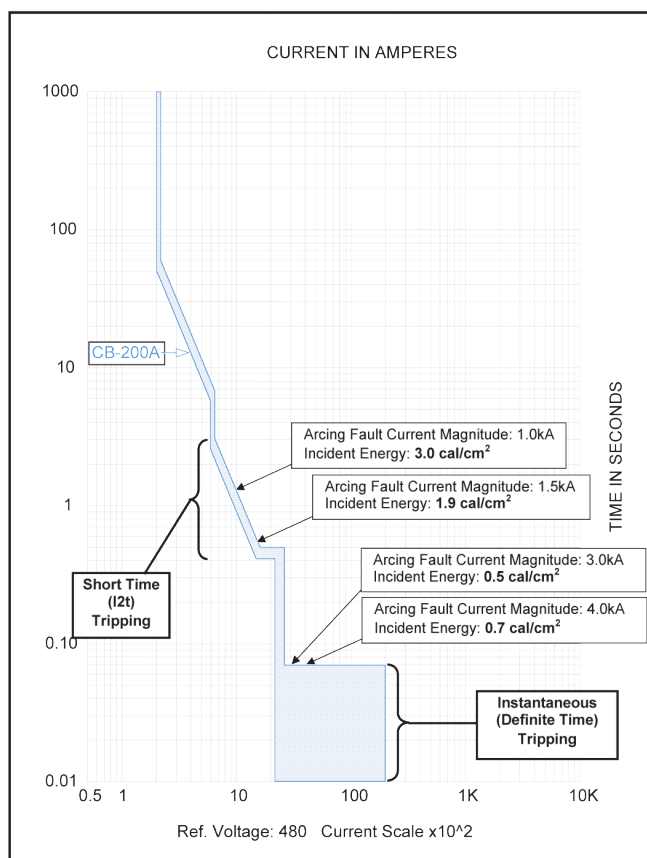 CURRENT IN AMPERES
1000
100
10
1
0.10
0.01
CB-200A
TIME IN SECONDS
Arcing Fault Current Magnitude: 1.0kA
Incident Energy: 3.0 cal/cm²
Arcing Fault Current Magnitude: 1.5kA
Incident Energy: 1.9 cal/cm²
Arcing Fault Current Magnitude: 3.0kA
Incident Energy: 0.5 cal/cm²
Arcing Fault Current Magnitude: 4.0kA
Incident Energy: 0.7 cal/cm²
Short Time
(I2t)
Tripping
Instantaneous
(Definite Time)
Tripping
0.5 1 10 100 1K 10K
Ref. Voltage: 480 Current Scale x10^2